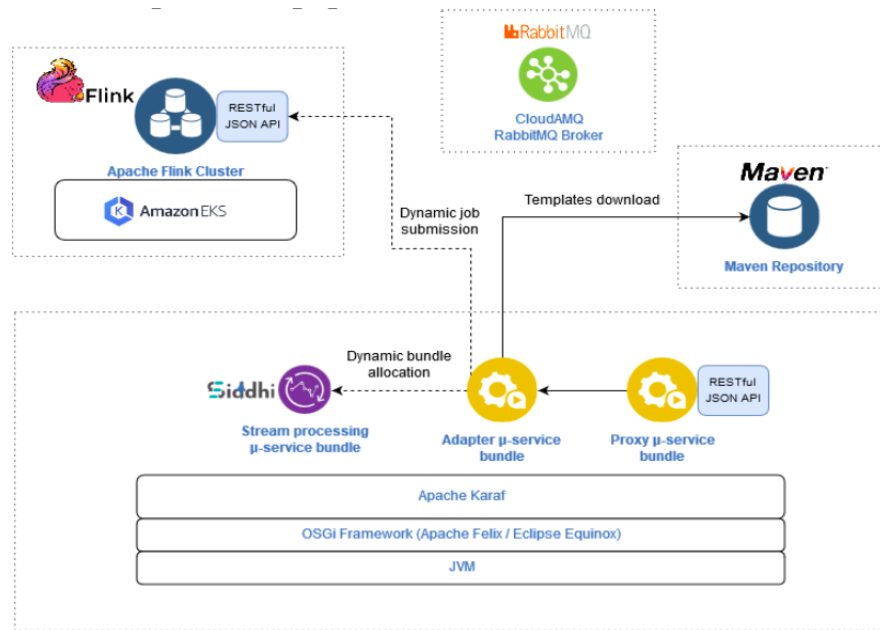 RabbitMQ
CloudAMQ
RabbitMQ Broker
Flink
RESTful
JSON API
Apache Flink Cluster
Amazon EKS
Maven™
Templates download
Maven Repository
Dynamic job
submission
Dynamic bundle
allocation
Siddhi
RESTful
JSON API
Stream processing
µ-service bundle
Adapter µ-service
bundle
Proxy µ-service
bundle
Apache Karaf
OSGi Framework (Apache Felix / Eclipse Equinox)
JVM